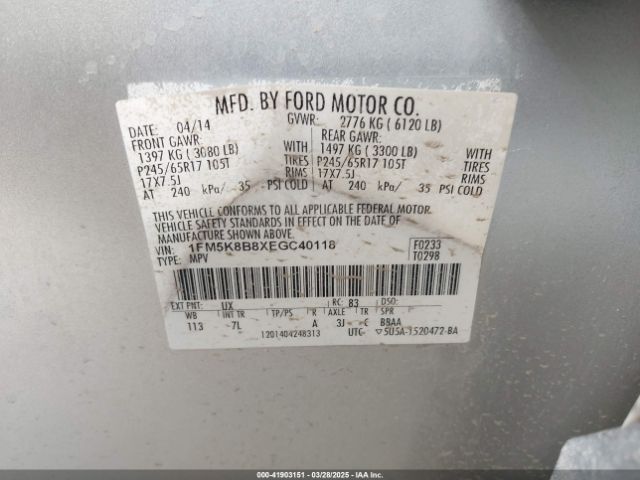 MFD. BY FORD MOTOR CO.
DATE: 04/14 GVWR: 2776 KG ( 6120 LB)
FRONT GAWR: REAR GAWR:
1397 KG ( 3080 LB) 1497 KG ( 3300 LB)
P245/65R17 105T TIRES P245/65R17 105T TIRES
17X7.5J RIMS 17X7.5J RIMS
AT 240 kPa/ 35 PSI COLD AT 240 kPa/ 35 PSI COLD
THIS VEHICLE CONFORMS TO ALL APPLICABLE FEDERAL MOTOR
VEHICLE SAFETY STANDARDS IN EFFECT ON THE DATE OF
MANUFACTURE SHOWN ABOVE.
VIN: 1FM5K8B8XEGC40118 F0233
TYPE: MPV T0298
EXT PNT: UX RC: 83 DSO:
WB INT TR TP/PS R AXLE TR SPR
113 7L A 3J C BBAA
1201404248313 UTC ▽5U5A-1520472-BA
000-41903151 | 03/28/2025 - IAA Inc.